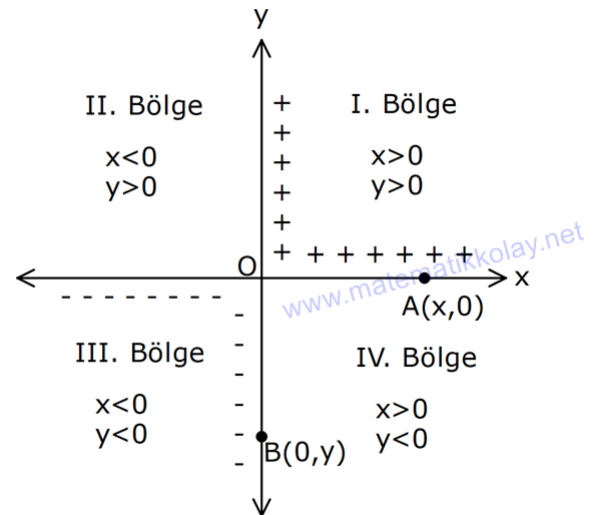 y
II. Bölge
I. Bölge
x<0
y>0
x>0
y>0
+
+
+
+
+
+ + + + + + +
O
x
www.matematikkolay.net
A(x,0)
- - - - - - - -
-
-
-
-
-
-
III. Bölge
IV. Bölge
x<0
y<0
x>0
y<0
B(0,y)